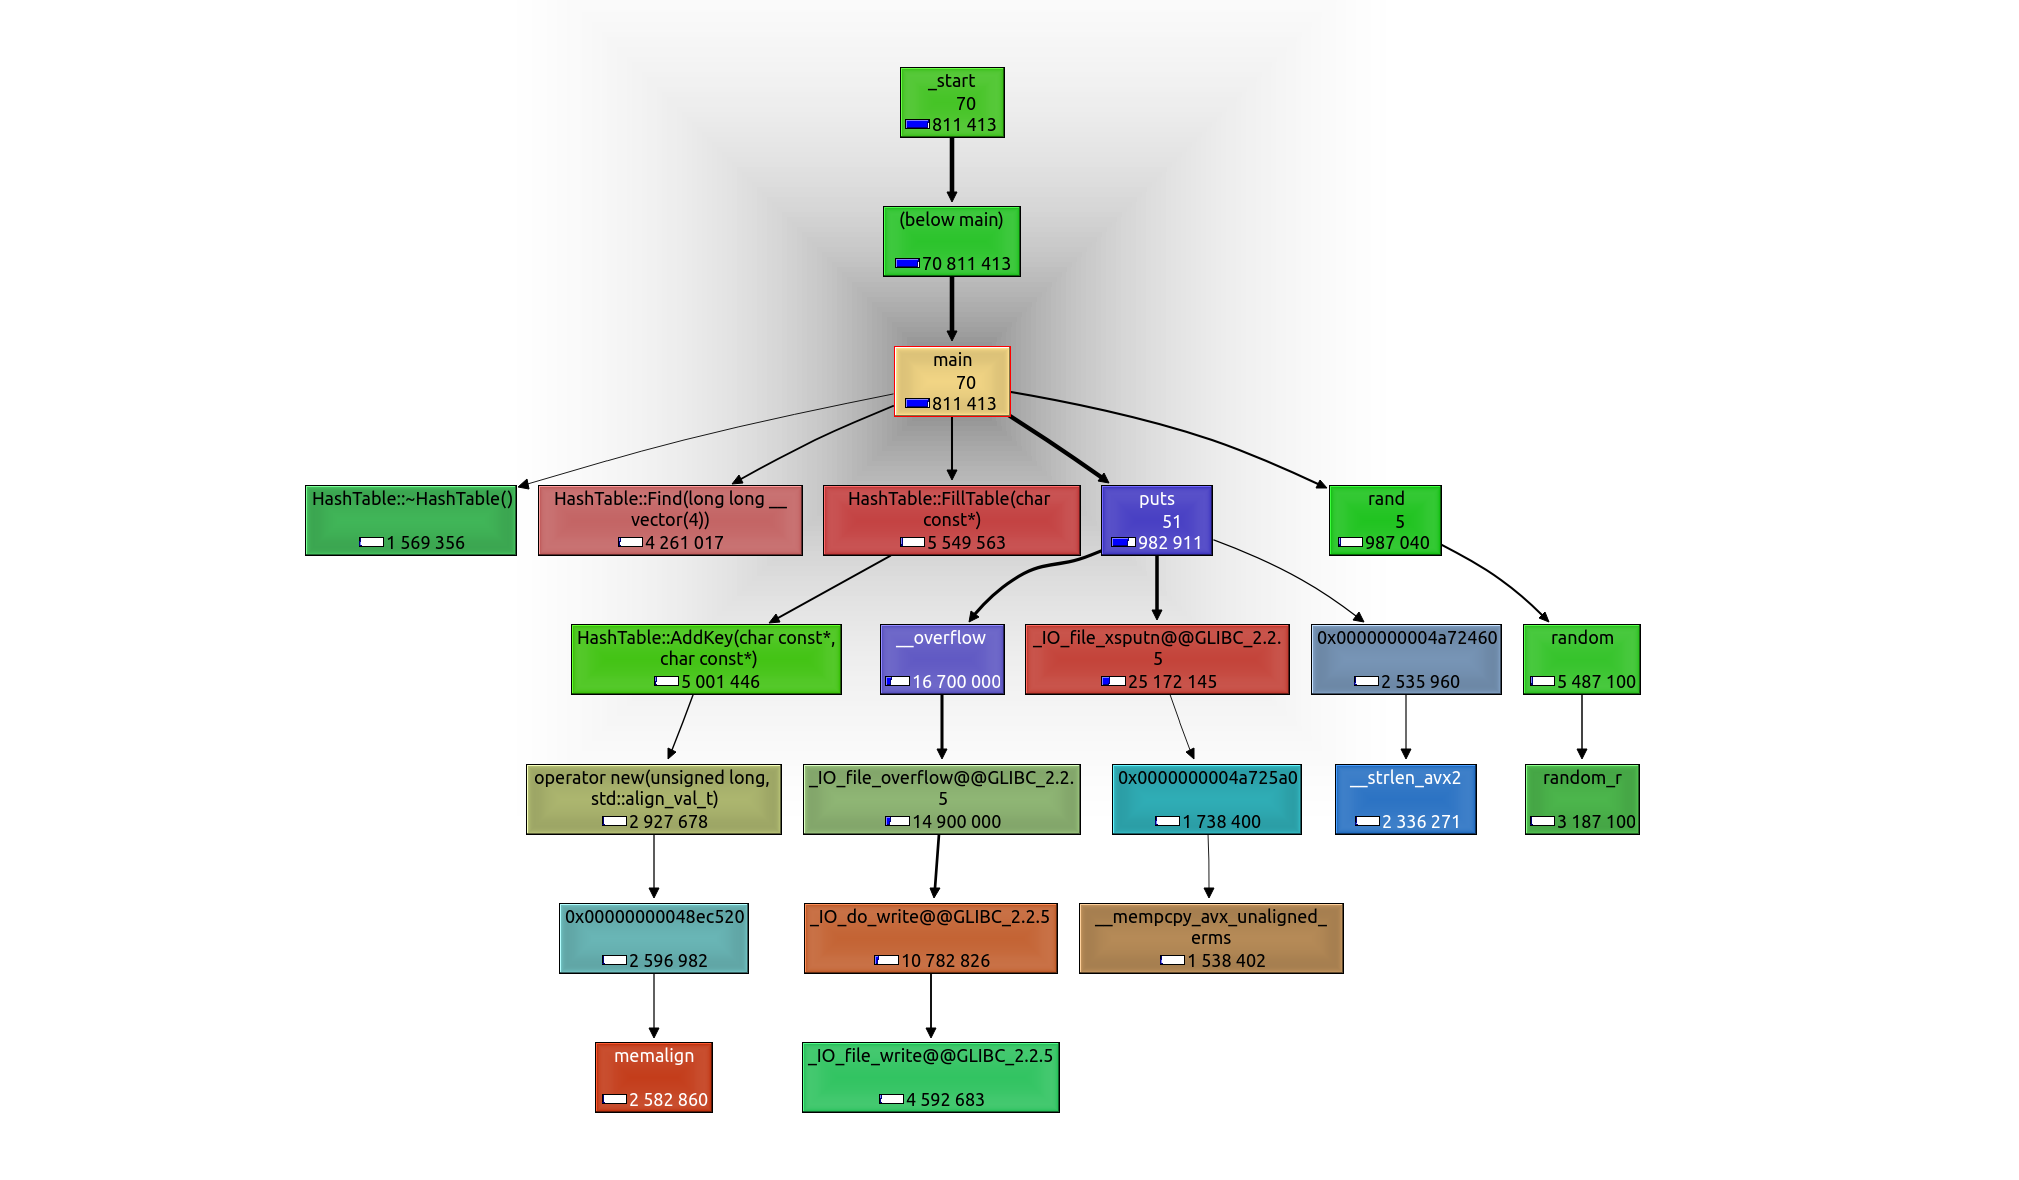 _start
70
811 413
(below main)
70 811 413
main
70
811 413
HashTable::~HashTable()
1 569 356
HashTable::Find(long long __
vector(4))
4 261 017
HashTable::FillTable(char
const*)
5 549 563
puts
51
982 911
rand
5
987 040
HashTable::AddKey(char const*,
char const*)
5 001 446
__overflow
16 700 000
_IO_file_xsputn@@GLIBC_2.2.
5
25 172 145
0x0000000004a72460
2 535 960
random
5 487 100
operator new(unsigned long,
std::align_val_t)
2 927 678
_IO_file_overflow@@GLIBC_2.2.
5
14 900 000
0x0000000004a725a0
1 738 400
__strlen_avx2
2 336 271
random_r
3 187 100
0x00000000048ec520
2 596 982
_IO_do_write@@GLIBC_2.2.5
10 782 826
__mempcpy_avx_unaligned_
erms
1 538 402
memalign
2 582 860
_IO_file_write@@GLIBC_2.2.5
4 592 683